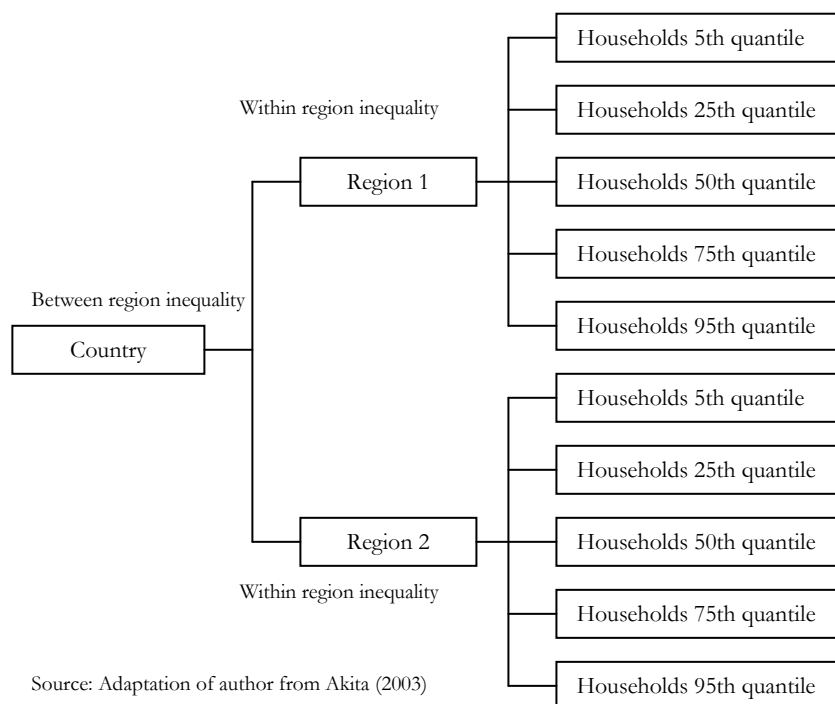 Households 5th quantile
Households 25th quantile
Within region inequality
Region 1
Households 50th quantile
Households 75th quantile
Between region inequality
Households 95th quantile
Country
Households 5th quantile
Households 25th quantile
Region 2
Households 50th quantile
Within region inequality
Households 75th quantile
Source: Adaptation of author from Akita (2003)
Households 95th quantile